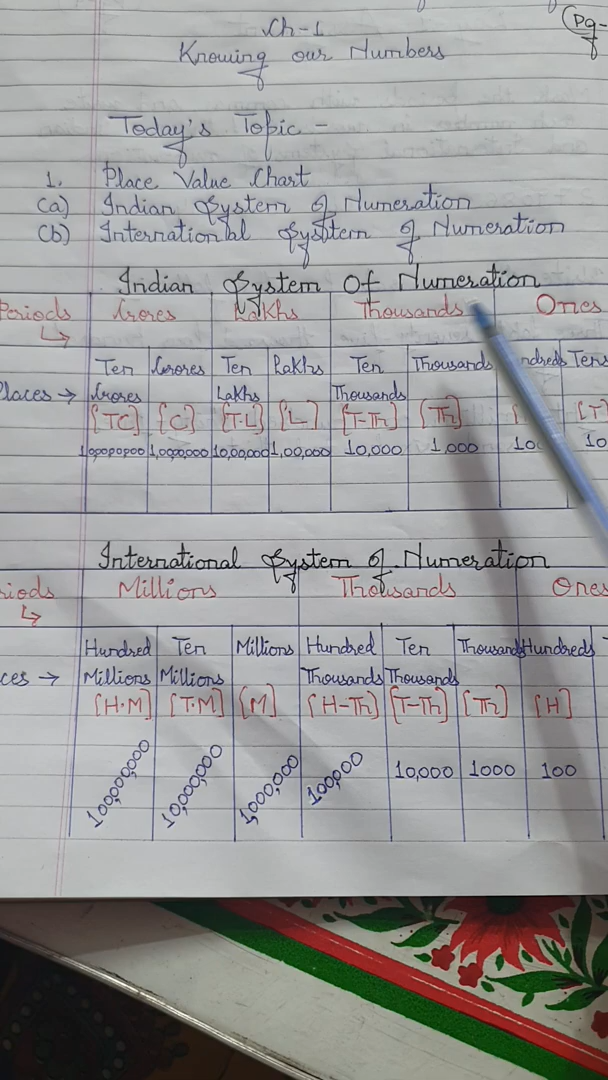 Pg-
Ch-1
Knowing our Numbers
Today's Topic -
1. Place Value Chart
(a) Indian System of Numeration
(b) International System of Numeration
Indian System Of Numeration
Periods Crores Lakhs Thousands Ones
Ten Crores Ten Lakhs Ten Thousands Hundreds Tens
Places → Crores Lakhs Thousands
[TC] [C] [T-L] [L] [T-Th] [Th] [T]
10,00,00,000 1,00,00,000 10,00,000 1,00,000 10,000 1,000 10
International System of Numeration
Periods Millions Thousands Ones
Hundred Ten Millions Hundred Ten Thousands Hundreds
Places → Millions Millions Thousands Thousands
[H.M] [T.M] [M] [H-Th] [T-Th] [Th] [H]
100,000,000 10,000,000 1,000,000 100,000 10,000 1000 100